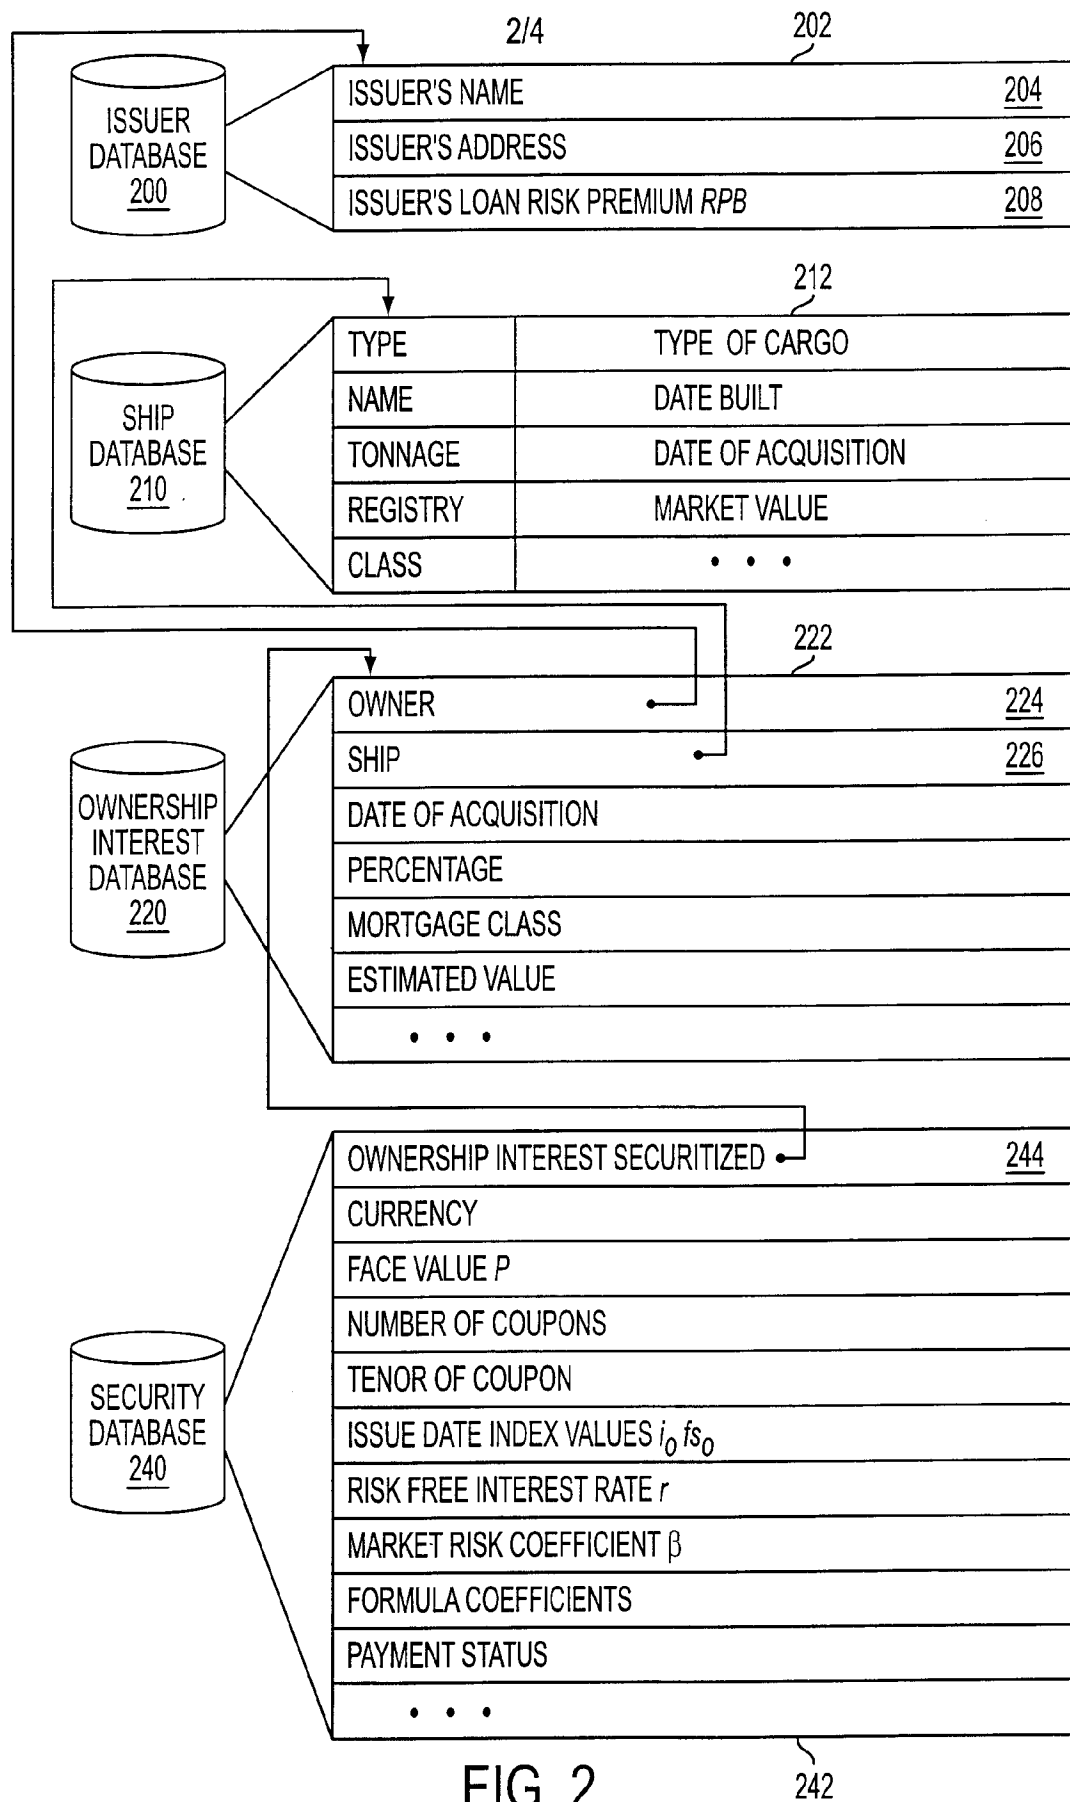 2/4
202
ISSUER DATABASE 200
ISSUER'S NAME 204
ISSUER'S ADDRESS 206
ISSUER'S LOAN RISK PREMIUM RPB 208
212
SHIP DATABASE 210
TYPE TYPE OF CARGO
NAME DATE BUILT
TONNAGE DATE OF ACQUISITION
REGISTRY MARKET VALUE
CLASS • • •
222
OWNERSHIP INTEREST DATABASE 220
OWNER 224
SHIP 226
DATE OF ACQUISITION
PERCENTAGE
MORTGAGE CLASS
ESTIMATED VALUE
• • •
SECURITY DATABASE 240
OWNERSHIP INTEREST SECURITIZED 244
CURRENCY
FACE VALUE P
NUMBER OF COUPONS
TENOR OF COUPON
ISSUE DATE INDEX VALUES i0 fs0
RISK FREE INTEREST RATE r
MARKET RISK COEFFICIENT β
FORMULA COEFFICIENTS
PAYMENT STATUS
• • •
242
FIG. 2